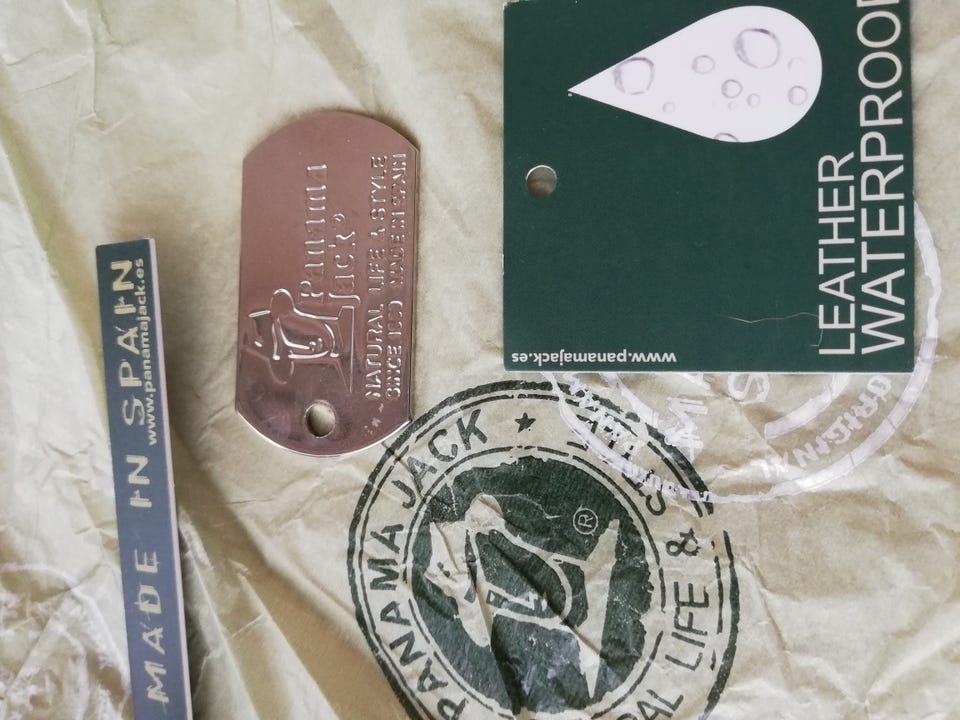 MADE IN SPAIN
www.panamajack.es
Panama
Jack®
NATURAL LIFE & STYLE
SINCE 1989 MADE IN SPAIN
LEATHER
WATERPROOF
www.panamajack.es
PANAMA JACK ★
LIFE &
®
ORIGINAL